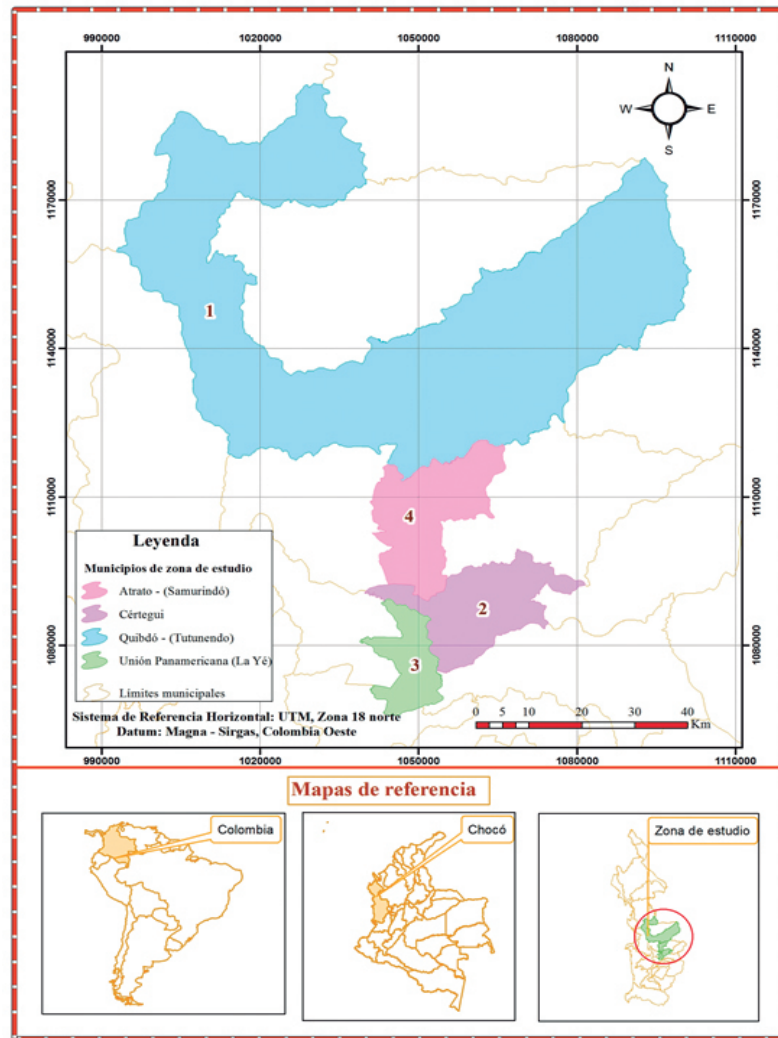 990000 1020000 1050000 1080000 1110000
N
W E
S
1170000 1170000
1
1140000 1140000
1110000 1110000
4
Leyenda
Municipios de zona de estudio
Atrato - (Samurindó)
Cértegui
Quibdó - (Tutunendo)
Unión Panamericana (La Yé)
Límites municipales
2
1080000 1080000
3
Sistema de Referencia Horizontal: UTM, Zona 18 norte
Datum: Magna - Sirgas, Colombia Oeste
0 5 10 20 30 40
Km
990000 1020000 1050000 1080000 1110000
Mapas de referencia
Colombia
Chocó
Zona de estudio